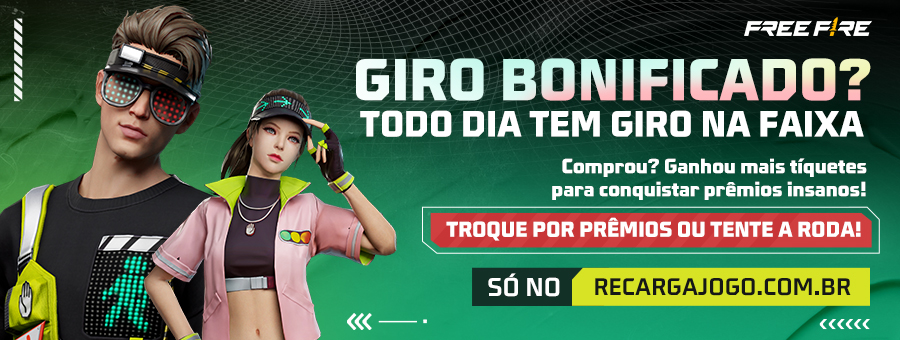 FREE FIRE
GIRO BONIFICADO?
TODO DIA TEM GIRO NA FAIXA
Comprou? Ganhou mais tíquetes
para conquistar prêmios insanos!
TROQUE POR PRÊMIOS OU TENTE A RODA!
SÓ NO RECARGAJOGO.COM.BR